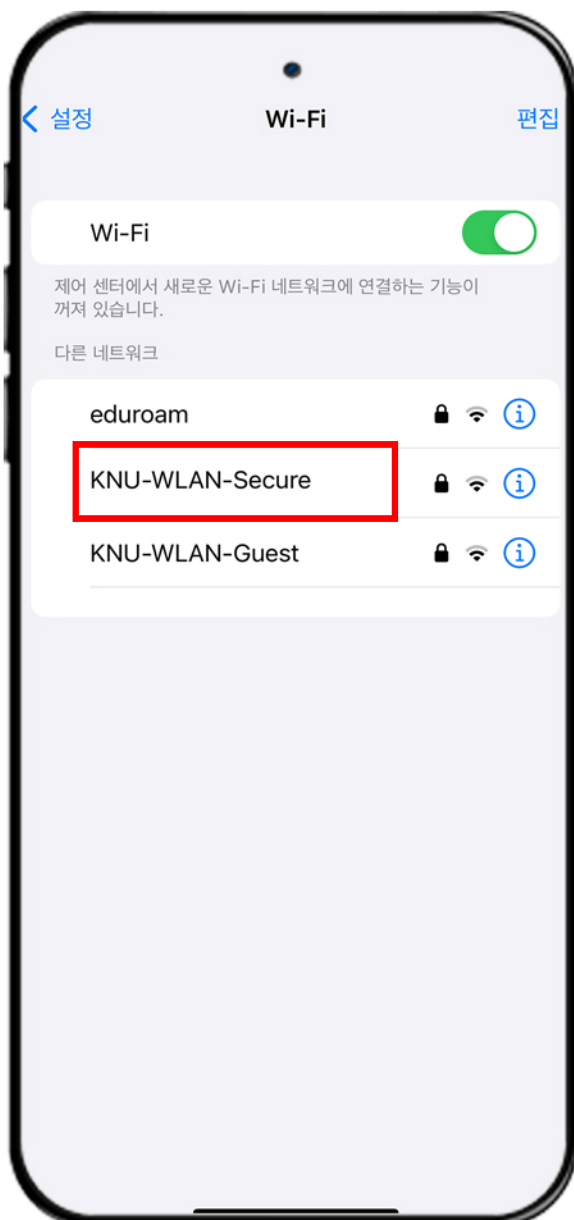 설정
Wi-Fi
편집
Wi-Fi
제어 센터에서 새로운 Wi-Fi 네트워크에 연결하는 기능이
꺼져 있습니다.
다른 네트워크
eduroam
KNU-WLAN-Secure
KNU-WLAN-Guest